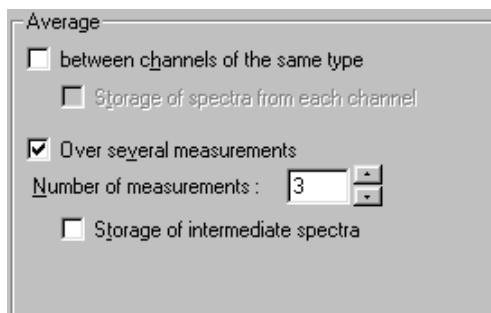 Average
between channels of the same type
Storage of spectra from each channel
Over several measurements
Number of measurements : 3
Storage of intermediate spectra